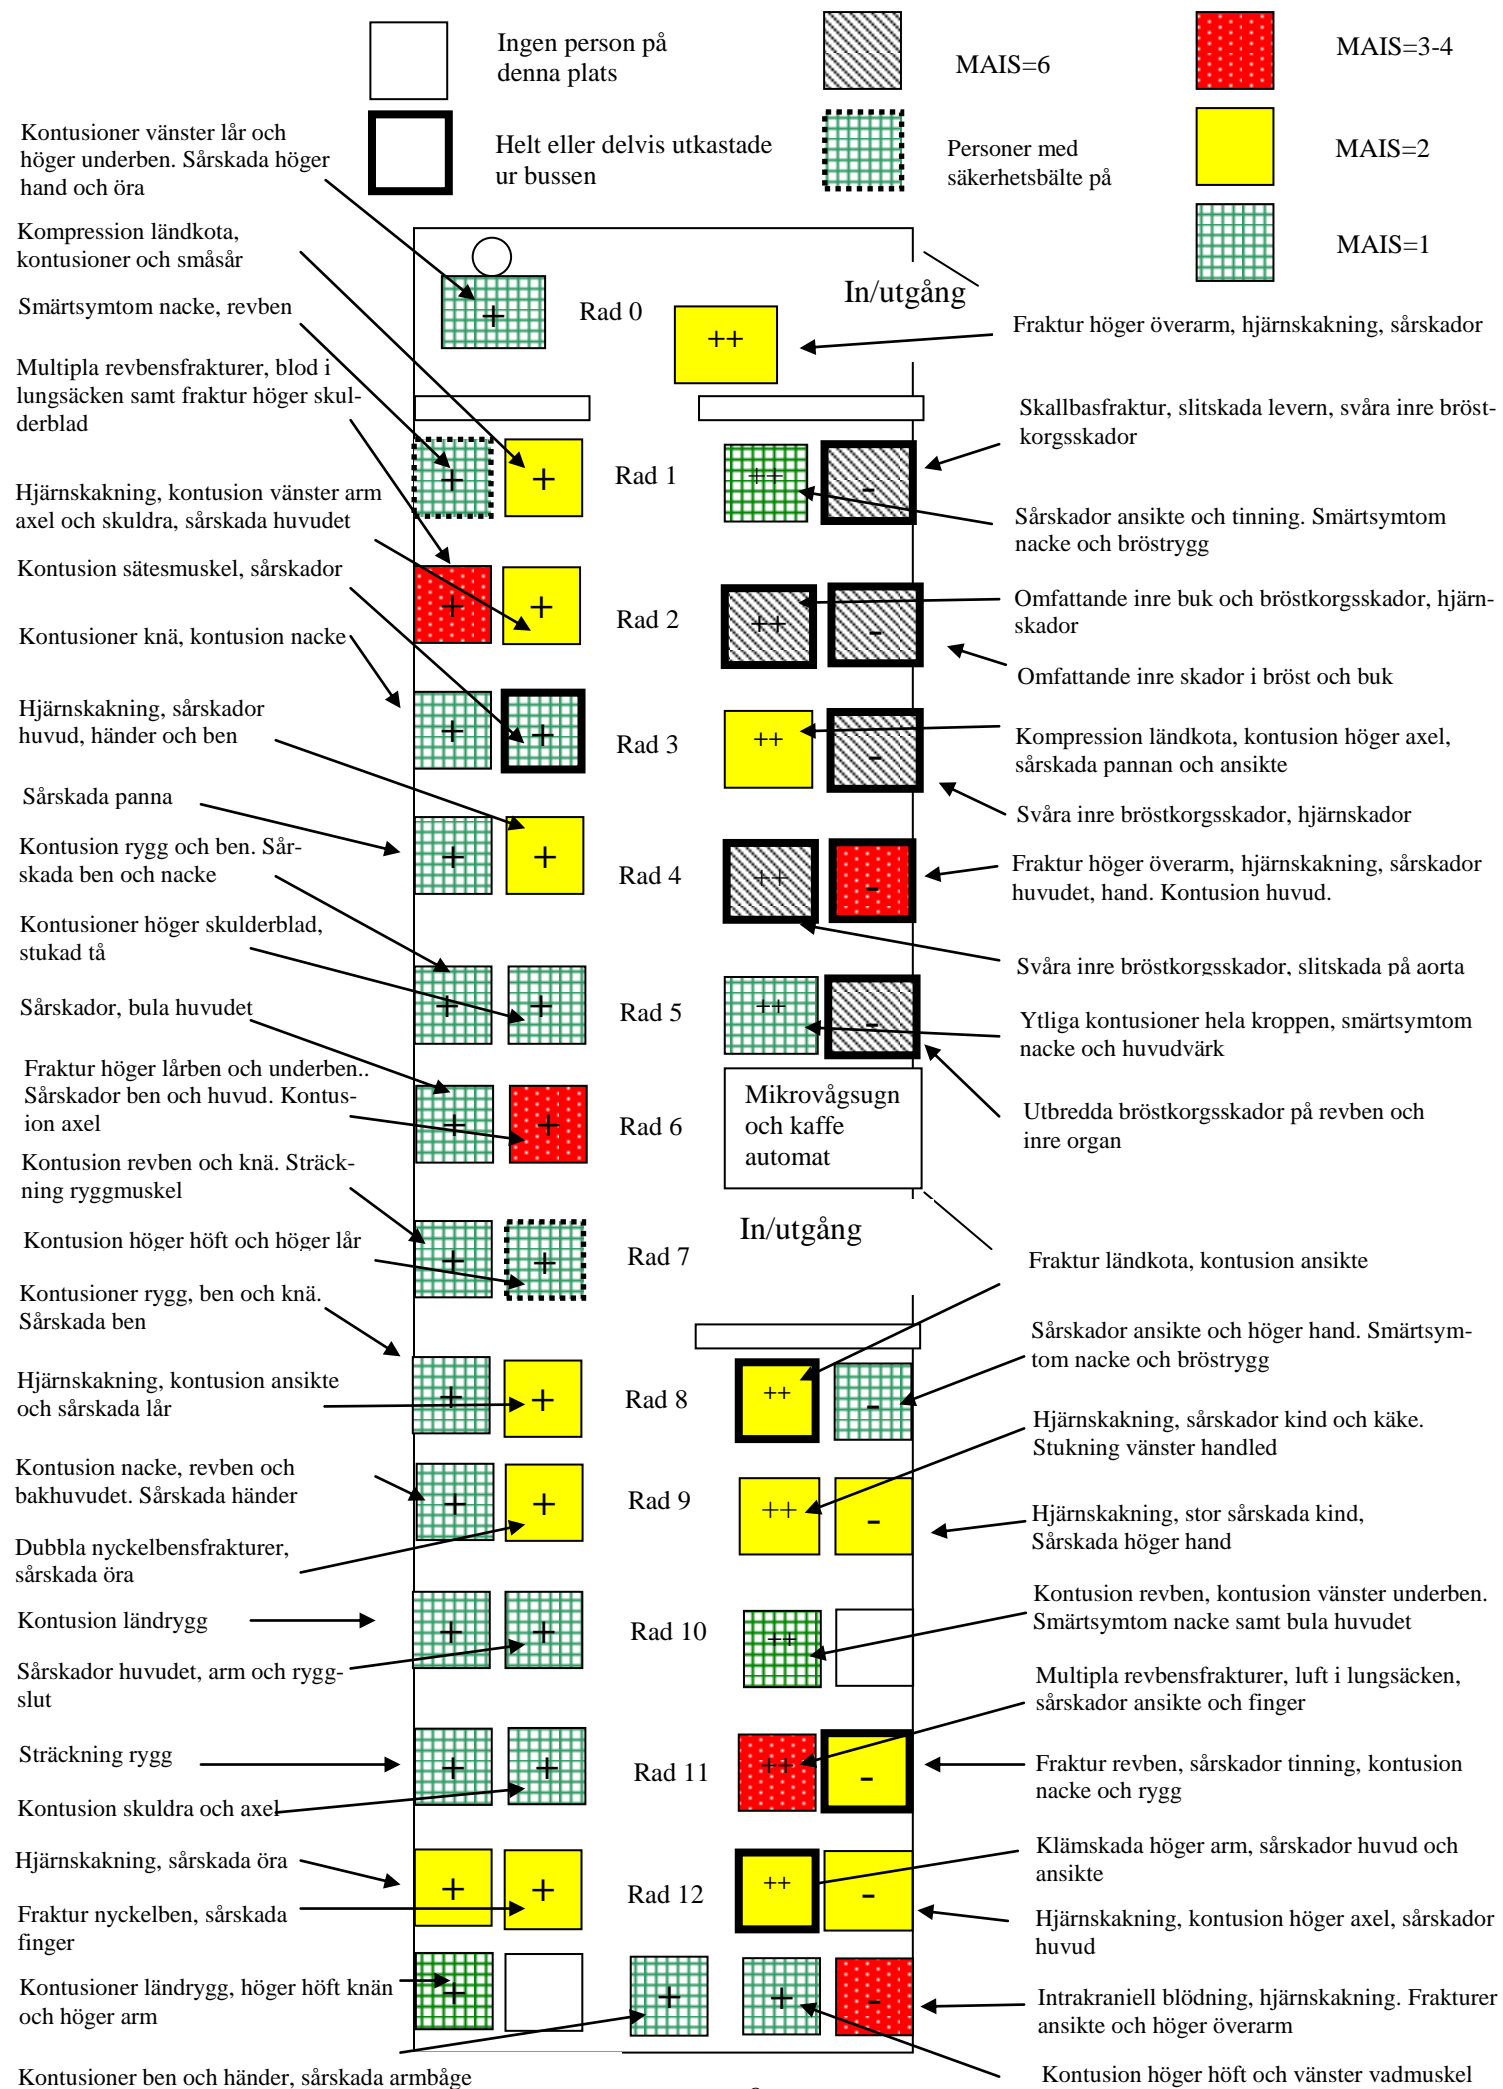 Ingen person på
denna plats
MAIS=6
MAIS=3-4
Helt eller delvis utkastade
ur bussen
Personer med
säkerhetsbälte på
MAIS=2
MAIS=1
Kontusioner vänster lår och
höger underben. Sårskada höger
hand och öra
Kompression ländkota,
kontusioner och småsår
Smärtsymtom nacke, revben
Multipla revbensfrakturer, blod i
lungsäcken samt fraktur höger skul-
derblad
Hjärnskakning, kontusion vänster arm
axel och skuldra, sårskada huvudet
Kontusion sätesmuskel, sårskador
Kontusioner knä, kontusion nacke
Hjärnskakning, sårskador
huvud, händer och ben
Sårskada panna
Kontusion rygg och ben. Sår-
skada ben och nacke
Kontusioner höger skulderblad,
stukad tå
Sårskador, bula huvudet
Fraktur höger lårben och underben..
Sårskador ben och huvud. Kontus-
ion axel
Kontusion revben och knä. Sträck-
ning ryggmuskel
Kontusion höger höft och höger lår
Kontusioner rygg, ben och knä.
Sårskada ben
Hjärnskakning, kontusion ansikte
och sårskada lår
Kontusion nacke, revben och
bakhuvudet. Sårskada händer
Dubbla nyckelbensfrakturer,
sårskada öra
Kontusion ländrygg
Sårskador huvudet, arm och rygg-
slut
Sträckning rygg
Kontusion skuldra och axel
Hjärnskakning, sårskada öra
Fraktur nyckelben, sårskada
finger
Kontusioner ländrygg, höger höft knän
och höger arm
Kontusioner ben och händer, sårskada armbåge
In/utgång
+ Rad 0 ++
+ + Rad 1 ++ -
+ + Rad 2 ++ -
+ + Rad 3 ++ -
+ + Rad 4 ++ -
+ + Rad 5 ++ -
+ + Rad 6
Mikrovågsugn
och kaffe
automat
In/utgång
+ + Rad 7
+ + Rad 8 ++ -
+ + Rad 9 ++ -
+ + Rad 10 ++
+ + Rad 11 ++ -
+ + Rad 12 ++ -
+ + + -
Fraktur höger överarm, hjärnskakning, sårskador
Skallbasfraktur, slitskada levern, svåra inre bröst-
korgsskador
Sårskador ansikte och tinning. Smärtsymtom
nacke och bröstrygg
Omfattande inre buk och bröstkorgsskador, hjärn-
skador
Omfattande inre skador i bröst och buk
Kompression ländkota, kontusion höger axel,
sårskada pannan och ansikte
Svåra inre bröstkorgsskador, hjärnskador
Fraktur höger överarm, hjärnskakning, sårskador
huvudet, hand. Kontusion huvud.
Svåra inre bröstkorgsskador, slitskada på aorta
Ytliga kontusioner hela kroppen, smärtsymtom
nacke och huvudvärk
Utbredda bröstkorgsskador på revben och
inre organ
Fraktur ländkota, kontusion ansikte
Sårskador ansikte och höger hand. Smärtsym-
tom nacke och bröstrygg
Hjärnskakning, sårskador kind och käke.
Stukning vänster handled
Hjärnskakning, stor sårskada kind,
Sårskada höger hand
Kontusion revben, kontusion vänster underben.
Smärtsymtom nacke samt bula huvudet
Multipla revbensfrakturer, luft i lungsäcken,
sårskador ansikte och finger
Fraktur revben, sårskador tinning, kontusion
nacke och rygg
Klämskada höger arm, sårskador huvud och
ansikte
Hjärnskakning, kontusion höger axel, sårskador
huvud
Intrakraniell blödning, hjärnskakning. Frakturer
ansikte och höger överarm
Kontusion höger höft och vänster vadmuskel